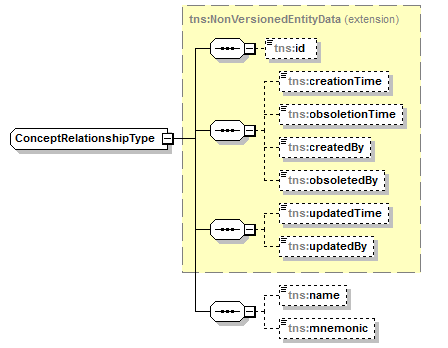 tns:NonVersionedEntityData (extension)
tns:id
tns:creationTime
tns:obsoletionTime
ConceptRelationshipType
tns:createdBy
tns:obsoletedBy
tns:updatedTime
tns:updatedBy
tns:name
tns:mnemonic